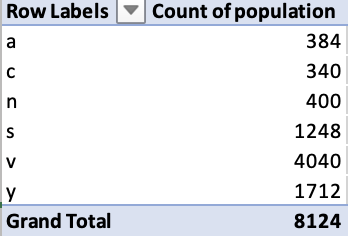 Row Labels Count of population
a 384
c 340
n 400
s 1248
v 4040
y 1712
Grand Total 8124